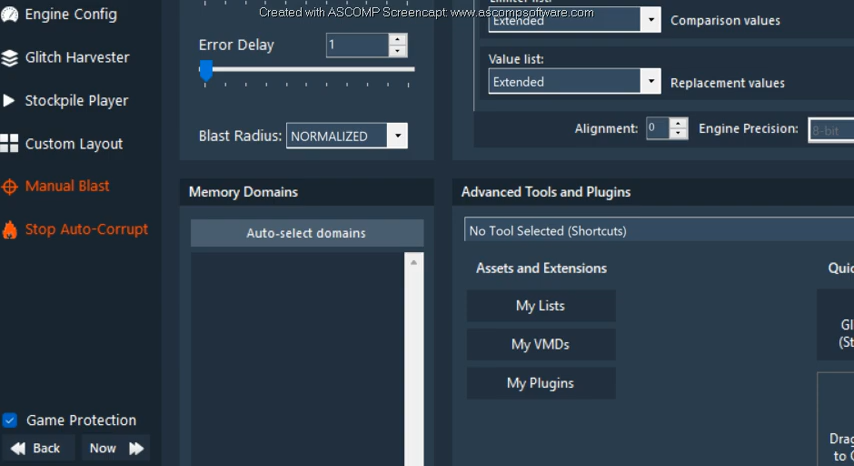 Engine Config
Glitch Harvester
Stockpile Player
Custom Layout
Manual Blast
Stop Auto-Corrupt
Game Protection
Back
Now
Created with ASCOMP Screencapt: www.ascompsoftware.com
Error Delay
1
Blast Radius:
NORMALIZED
Extended
Comparison values
Value list:
Extended
Replacement values
Alignment:
0
Engine Precision:
8-bit
Memory Domains
Auto-select domains
Advanced Tools and Plugins
No Tool Selected (Shortcuts)
Assets and Extensions
My Lists
My VMDs
My Plugins